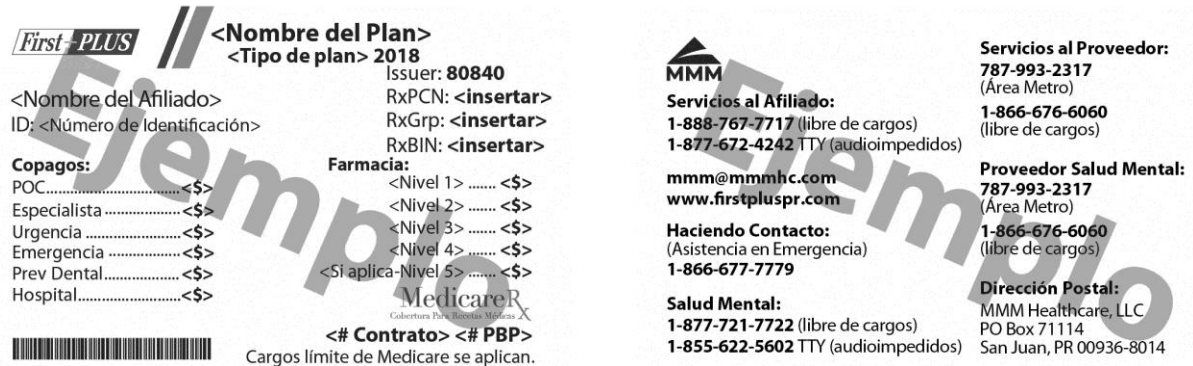 First+PLUS
<Nombre del Plan>
<Tipo de plan> 2018
Issuer: 80840
<Nombre del Afiliado>
RxPCN: <insertar>
ID: <Número de Identificación>
RxGrp: <insertar>
RxBIN: <insertar>
Copagos:
POC.............................<$>
Especialista .................<$>
Urgencia .....................<$>
Emergencia .................<$>
Prev Dental..................<$>
Hospital.......................<$>
Farmacia:
<Nivel 1> ....... <$>
<Nivel 2> ....... <$>
<Nivel 3> ....... <$>
<Nivel 4> ....... <$>
<Si aplica-Nivel 5> ....... <$>
MedicareRx
Cobertura Para Recetas Médicas
<# Contrato> <# PBP>
Cargos límite de Medicare se aplican.
Ejemplo
MMM
Servicios al Afiliado:
1-888-767-7717 (libre de cargos)
1-877-672-4242 TTY (audioimpedidos)
mmm@mmmhc.com
www.firstpluspr.com
Haciendo Contacto:
(Asistencia en Emergencia)
1-866-677-7779
Salud Mental:
1-877-721-7722 (libre de cargos)
1-855-622-5602 TTY (audioimpedidos)
Servicios al Proveedor:
787-993-2317
(Área Metro)
1-866-676-6060
(libre de cargos)
Proveedor Salud Mental:
787-993-2317
(Área Metro)
1-866-676-6060
(libre de cargos)
Dirección Postal:
MMM Healthcare, LLC
PO Box 71114
San Juan, PR 00936-8014
Ejemplo